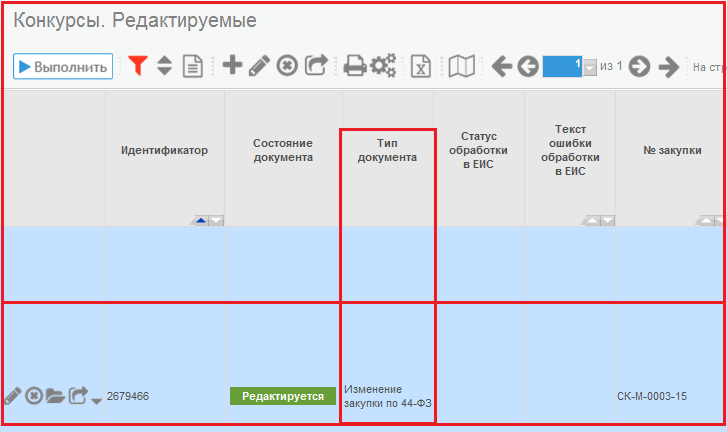 Конкурсы. Редактируемые
Выполнить
1 из 1
На стр
Идентификатор
Состояние
документа
Тип
документа
Статус
обработки
в ЕИС
Текст
ошибки
обработки
в ЕИС
№ закупки
2679466
Редактируется
Изменение
закупки по 44-ФЗ
СК-М-0003-15